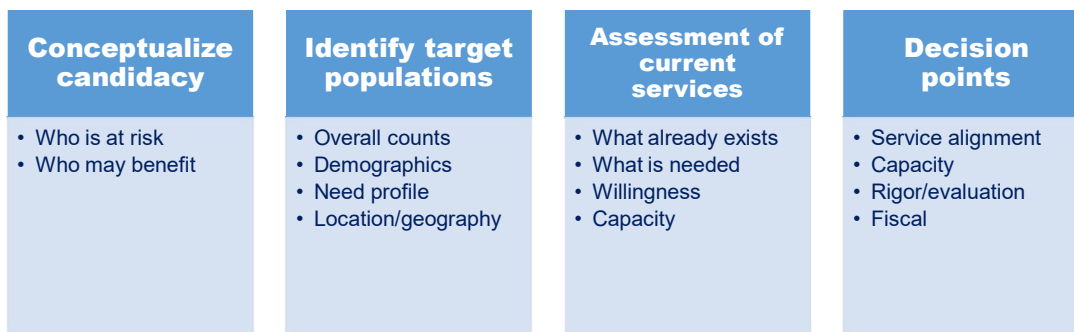 Conceptualize
candidacy
• Who is at risk
• Who may benefit
Identify target
populations
• Overall counts
• Demographics
• Need profile
• Location/geography
Assessment of
current
services
• What already exists
• What is needed
• Willingness
• Capacity
Decision
points
• Service alignment
• Capacity
• Rigor/evaluation
• Fiscal